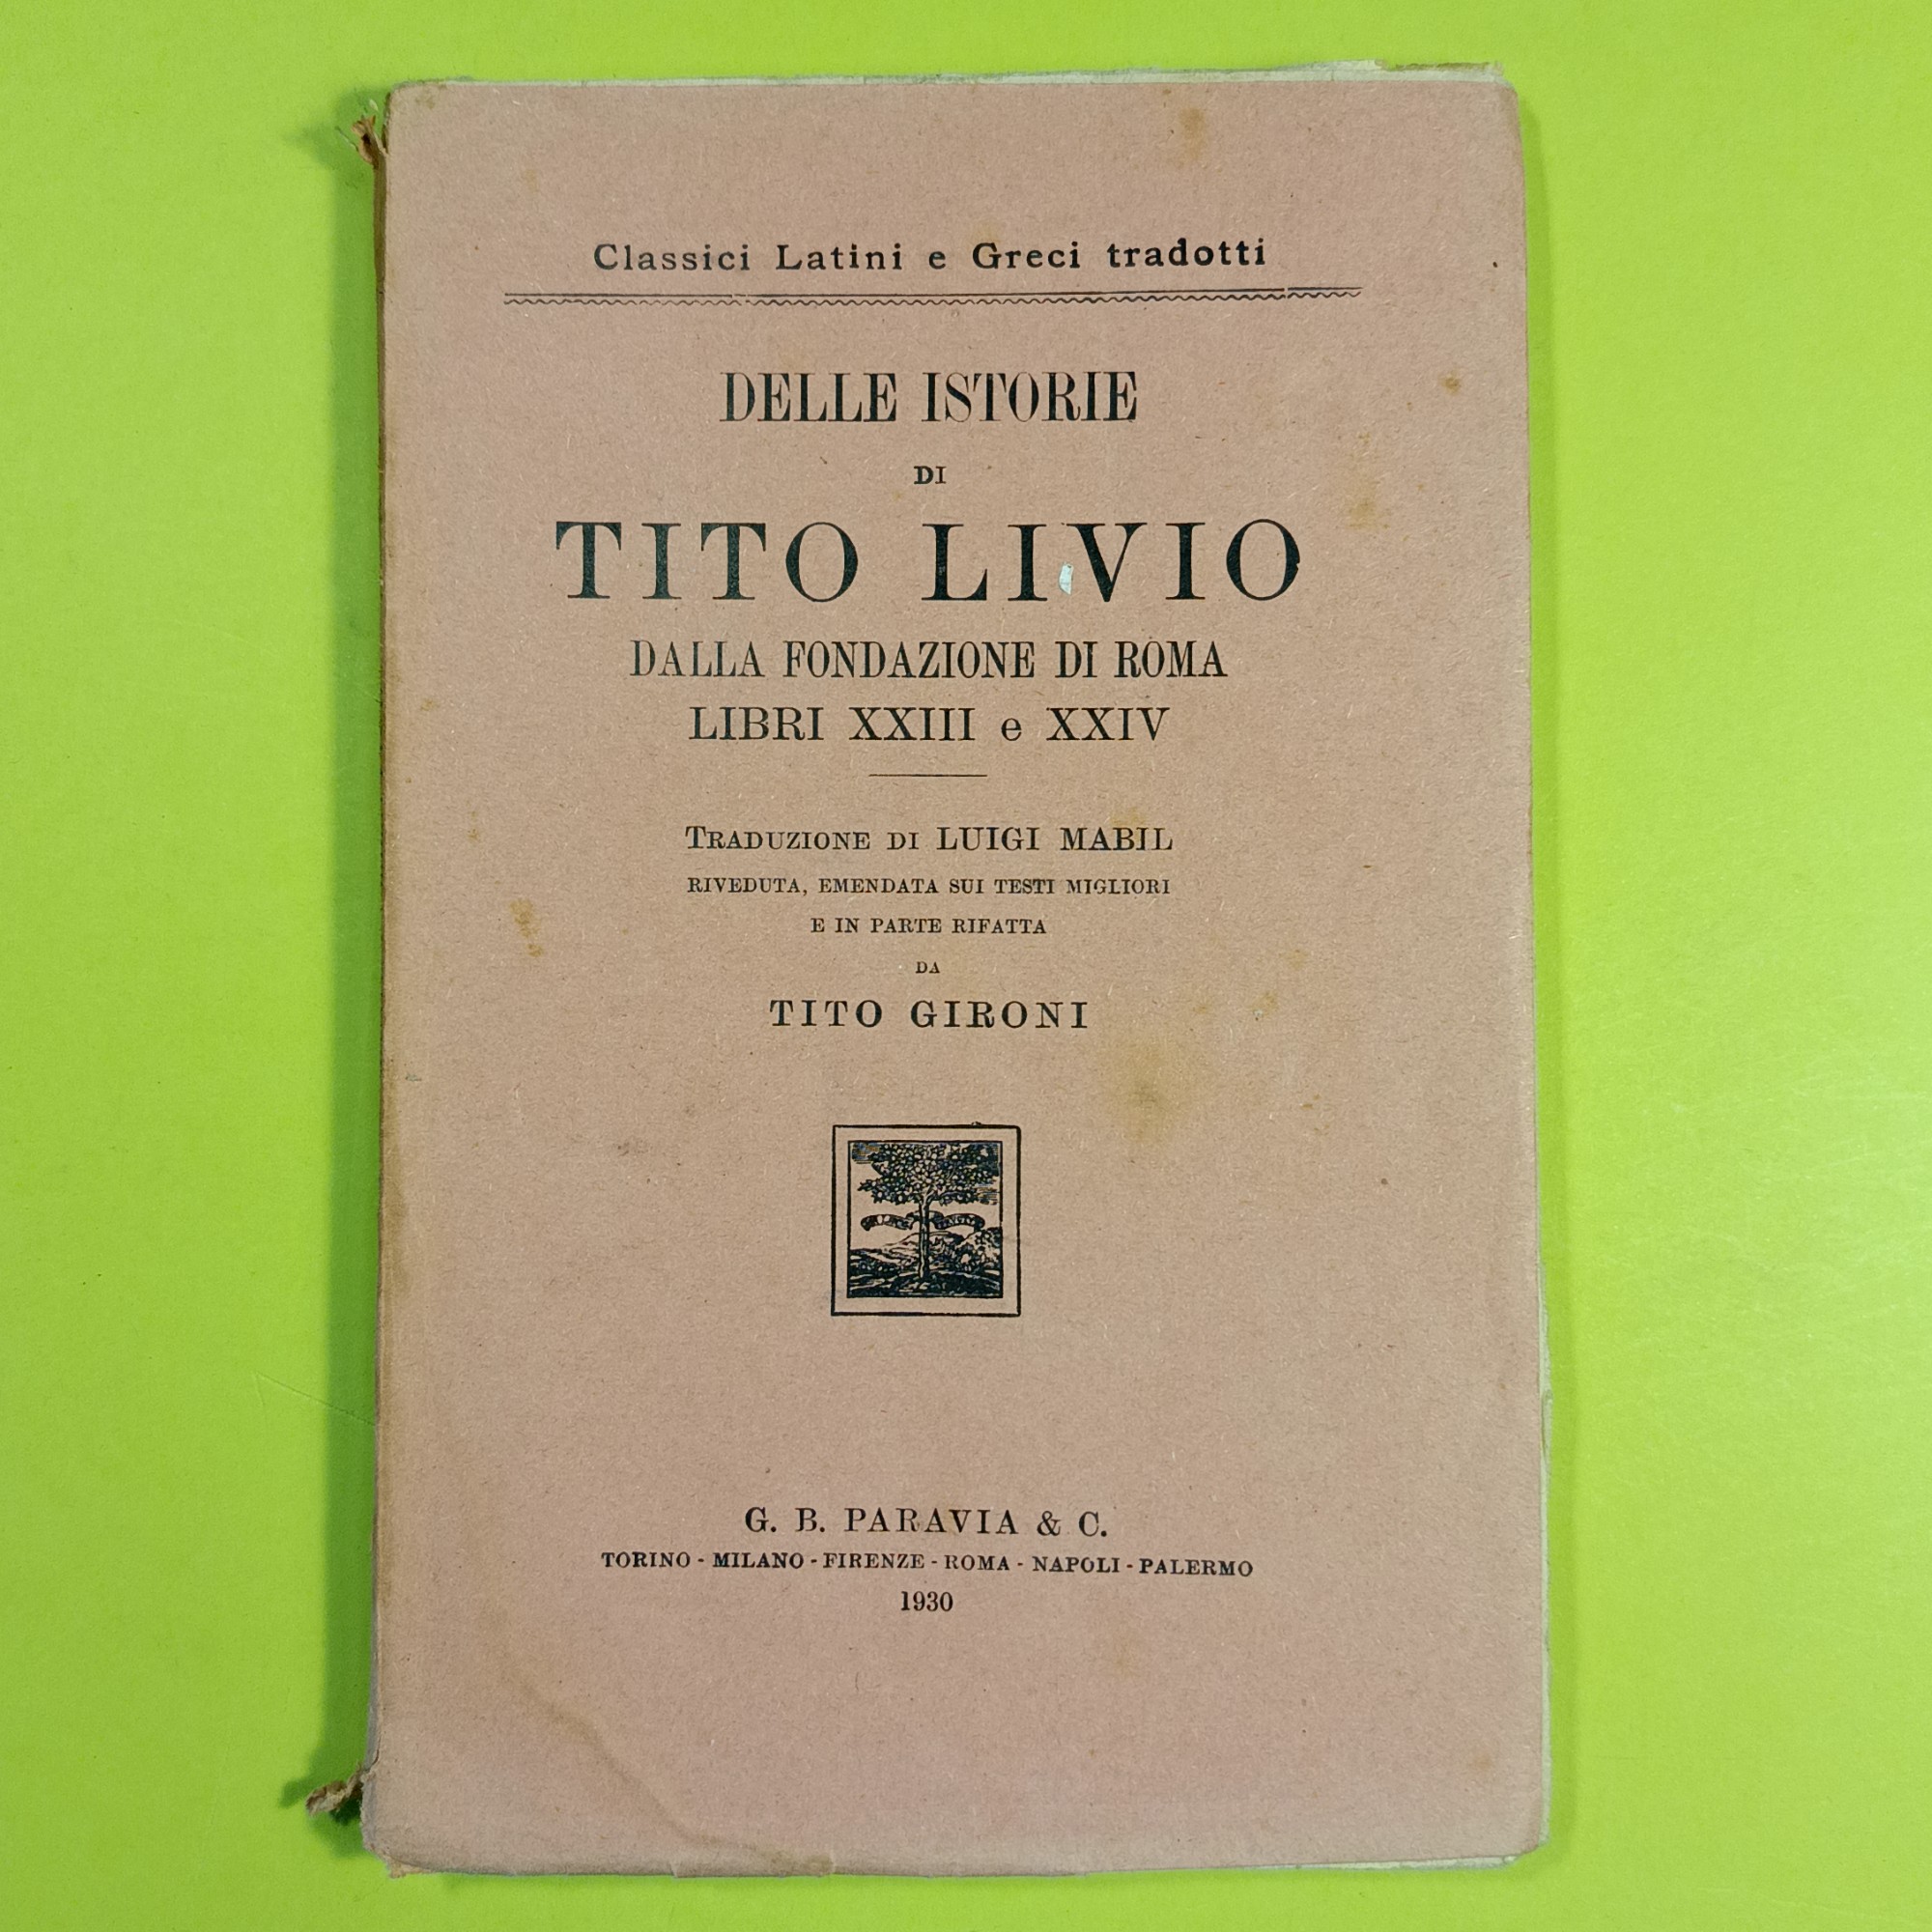 Classici Latini e Greci tradotti
DELLE ISTORIE
DI
TITO LIVIO
DALLA FONDAZIONE DI ROMA
LIBRI XXIII e XXIV
TRADUZIONE DI LUIGI MABIL
RIVEDUTA, EMENDATA SUI TESTI MIGLIORI
E IN PARTE RIFATTA
DA
TITO GIRONI
G. B. PARAVIA & C.
TORINO - MILANO - FIRENZE - ROMA - NAPOLI - PALERMO
1930